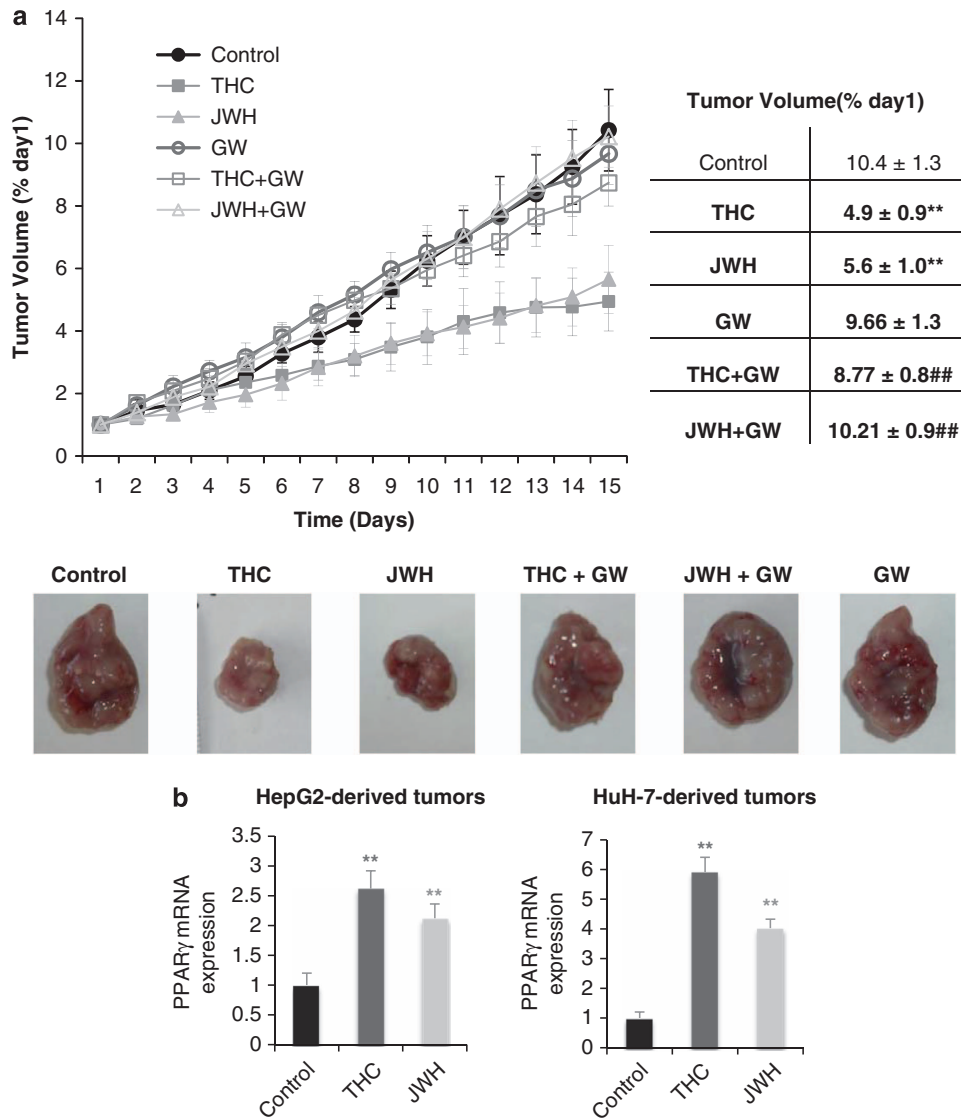 a
Tumor Volume (% day1)
14
12
10
8
6
4
2
0
Control
THC
JWH
GW
THC+GW
JWH+GW
1 2 3 4 5 6 7 8 9 10 11 12 13 14 15
Time (Days)
Tumor Volume(% day1)
Control 10.4 ± 1.3
THC 4.9 ± 0.9**
JWH 5.6 ± 1.0**
GW 9.66 ± 1.3
THC+GW 8.77 ± 0.8##
JWH+GW 10.21 ± 0.9##
Control THC JWH THC + GW JWH + GW GW
b
HepG2-derived tumors
PPARγ mRNA
expression
3.5
3
2.5
2
1.5
1
0.5
0
**
**
Control THC JWH
HuH-7-derived tumors
PPARγ mRNA
expression
7
6
5
4
3
2
1
0
**
**
Control THC JWH